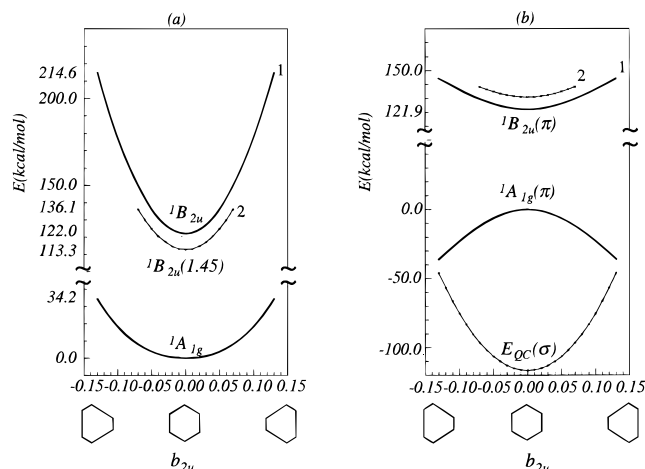 (a)
E(kcal/mol)
214.6
200.0
150.0
136.1
122.0
113.3
34.2
0.0
1
¹B₂ᵤ
2
¹B₂ᵤ(1.45)
¹A₁g
≈ ≈
-0.15 -0.10 -0.05 0.00 0.05 0.10 0.15
b₂ᵤ
(b)
E(kcal/mol)
150.0
121.9
0.0
-50.0
-100.0
2
1
¹B₂ᵤ(π)
≈ ≈
¹A₁g(π)
E_QC(σ)
-0.15 -0.10 -0.05 0.00 0.05 0.10 0.15
b₂ᵤ